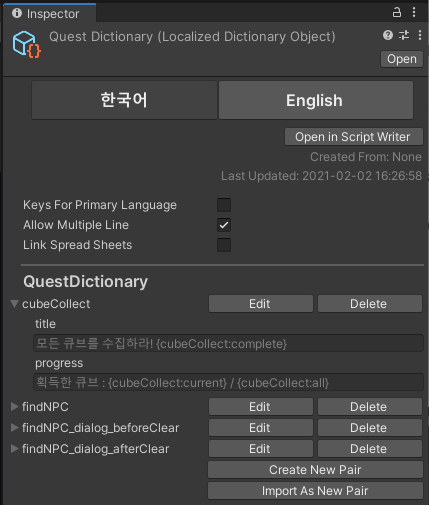 Inspector
Quest Dictionary (Localized Dictionary Object)
Open
한국어 English
Open in Script Writer
Created From: None
Last Updated: 2021-02-02 16:26:58
Keys For Primary Language
Allow Multiple Line
Link Spread Sheets
QuestDictionary
cubeCollect Edit Delete
title
모든 큐브를 수집하라! {cubeCollect:complete}
progress
획득한 큐브 : {cubeCollect:current} / {cubeCollect:all}
findNPC Edit Delete
findNPC_dialog_beforeClear Edit Delete
findNPC_dialog_afterClear Edit Delete
Create New Pair
Import As New Pair